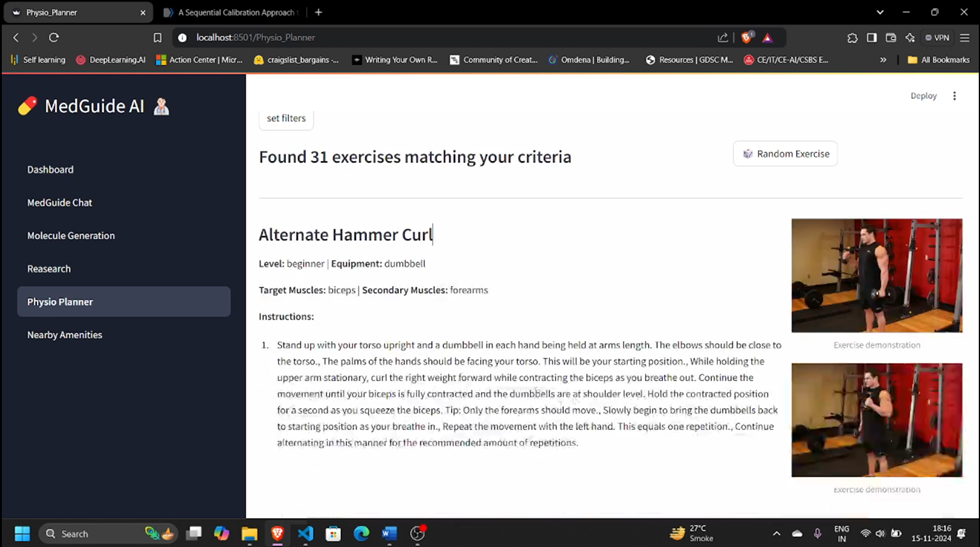 Physio_Planner
A Sequential Calibration Approach
localhost:8501/Physio_Planner
VPN
Self learning
DeepLearning.AI
Action Center | Micr...
craigslist_bargains -...
Writing Your Own R...
Community of Creat...
Omdena | Building...
Resources | GDSC M...
CE/IT/CE-AI/CSBS E...
All Bookmarks
MedGuide AI
Deploy
Dashboard
MedGuide Chat
Molecule Generation
Reasearch
Physio Planner
Nearby Amenities
set filters
Found 31 exercises matching your criteria
Random Exercise
Alternate Hammer Curl
Level: beginner | Equipment: dumbbell
Target Muscles: biceps | Secondary Muscles: forearms
Instructions:
1. Stand up with your torso upright and a dumbbell in each hand being held at arms length. The elbows should be close to
the torso., The palms of the hands should be facing your torso. This will be your starting position., While holding the
upper arm stationary, curl the right weight forward while contracting the biceps as you breathe out. Continue the
movement until your biceps is fully contracted and the dumbbells are at shoulder level. Hold the contracted position
for a second as you squeeze the biceps. Tip: Only the forearms should move., Slowly begin to bring the dumbbells back
to starting position as your breathe in., Repeat the movement with the left hand. This equals one repetition., Continue
alternating in this manner for the recommended amount of repetitions.
Exercise demonstration
Exercise demonstration
Search
27°C
Smoke
ENG
IN
18:16
15-11-2024